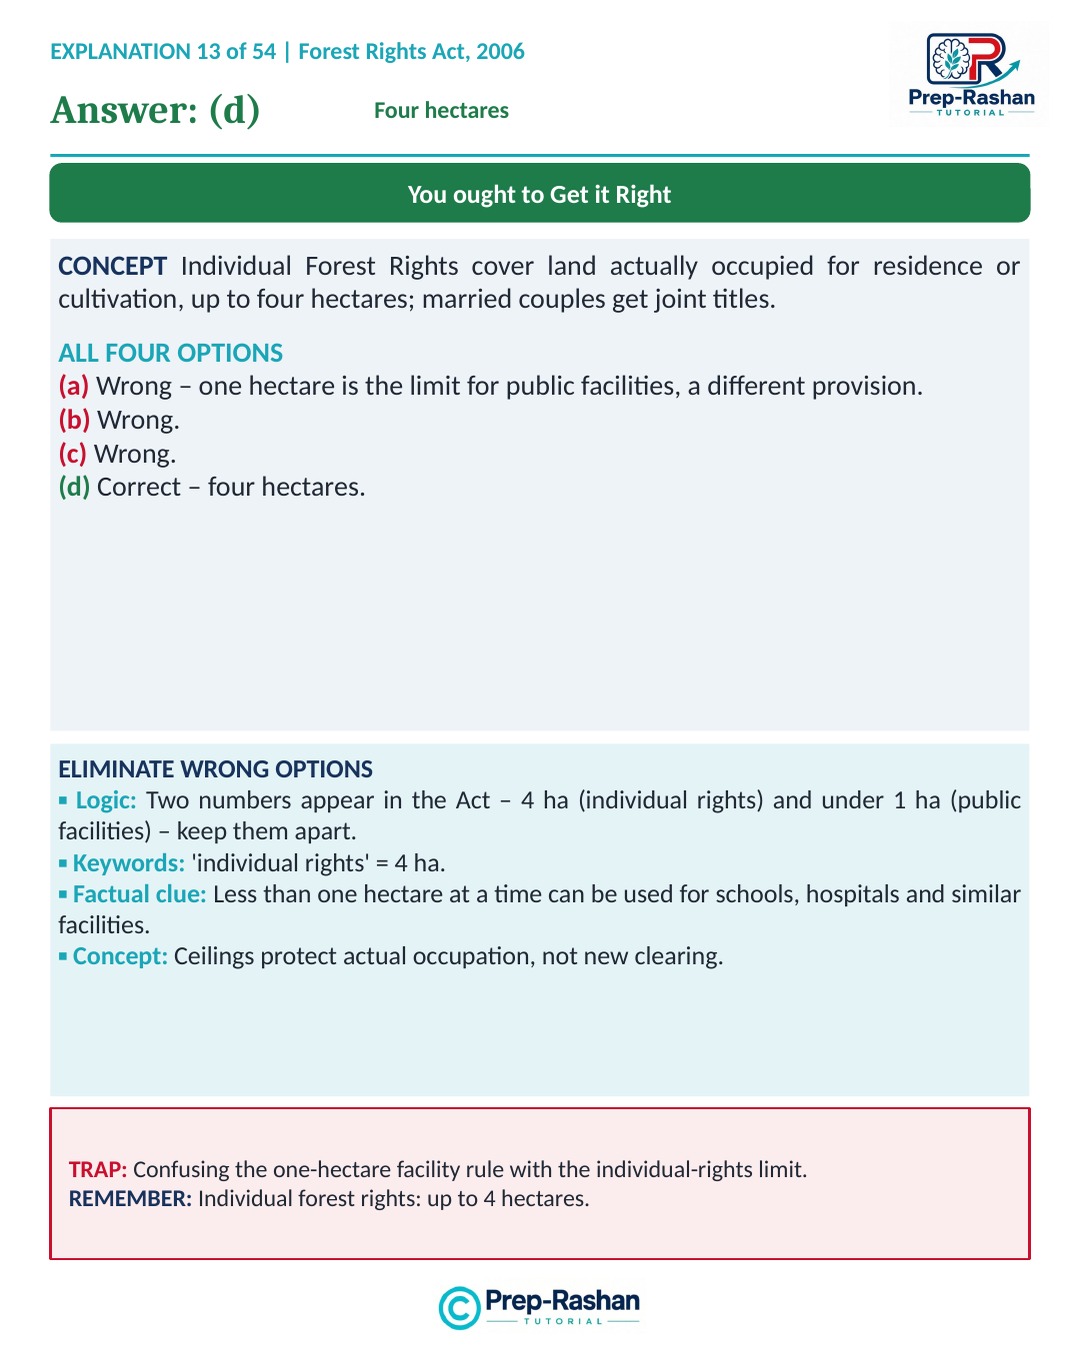 EXPLANATION 13 of 54 | Forest Rights Act, 2006
Prep-Rashan
TUTORIAL
Answer: (d) Four hectares
You ought to Get it Right
CONCEPT Individual Forest Rights cover land actually occupied for residence or
cultivation, up to four hectares; married couples get joint titles.
ALL FOUR OPTIONS
(a) Wrong – one hectare is the limit for public facilities, a different provision.
(b) Wrong.
(c) Wrong.
(d) Correct – four hectares.
ELIMINATE WRONG OPTIONS
▪ Logic: Two numbers appear in the Act – 4 ha (individual rights) and under 1 ha (public
facilities) – keep them apart.
▪ Keywords: 'individual rights' = 4 ha.
▪ Factual clue: Less than one hectare at a time can be used for schools, hospitals and similar
facilities.
▪ Concept: Ceilings protect actual occupation, not new clearing.
TRAP: Confusing the one-hectare facility rule with the individual-rights limit.
REMEMBER: Individual forest rights: up to 4 hectares.
© Prep-Rashan
TUTORIAL